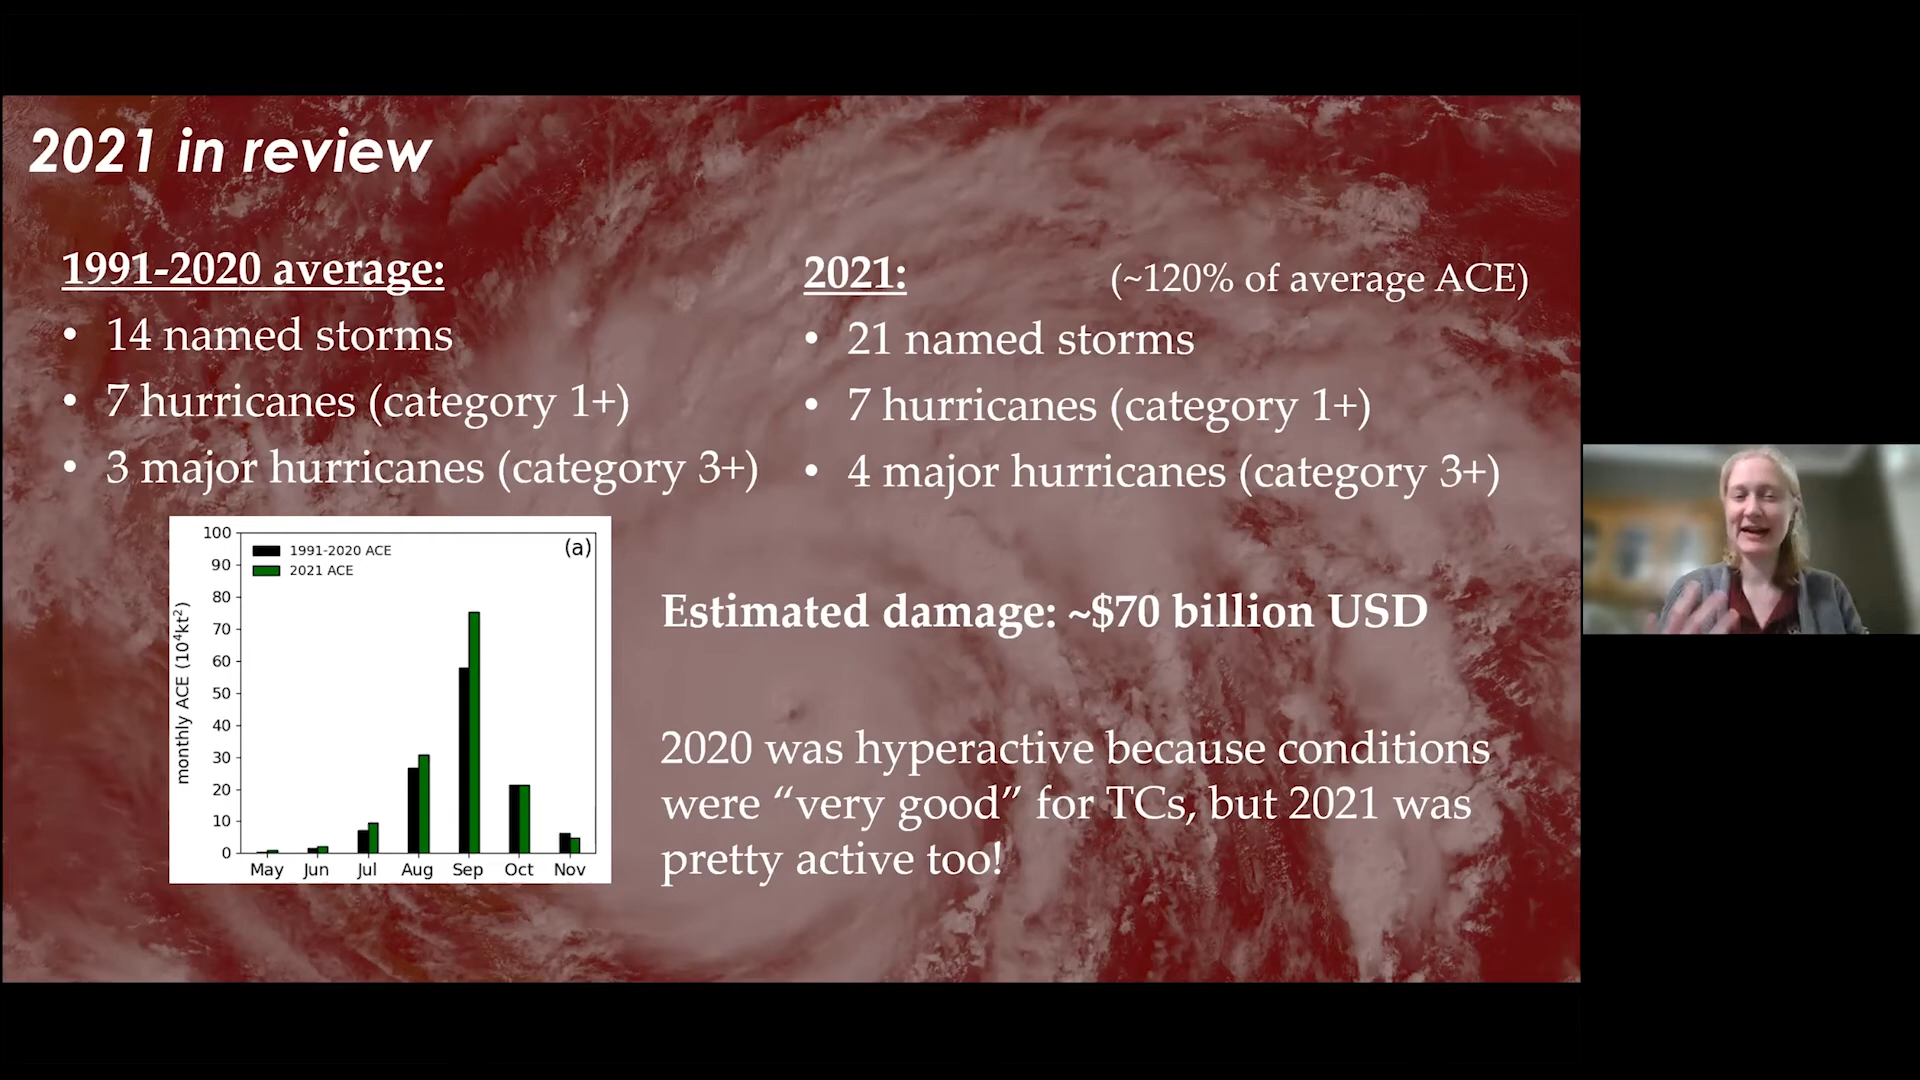 2021 in review
1991-2020 average:
• 14 named storms
• 7 hurricanes (category 1+)
• 3 major hurricanes (category 3+)
2021: (~120% of average ACE)
• 21 named storms
• 7 hurricanes (category 1+)
• 4 major hurricanes (category 3+)
(a)
1991-2020 ACE
2021 ACE
monthly ACE (10⁴kt²)
100
90
80
70
60
50
40
30
20
10
0
May Jun Jul Aug Sep Oct Nov
Estimated damage: ~$70 billion USD
2020 was hyperactive because conditions
were “very good” for TCs, but 2021 was
pretty active too!